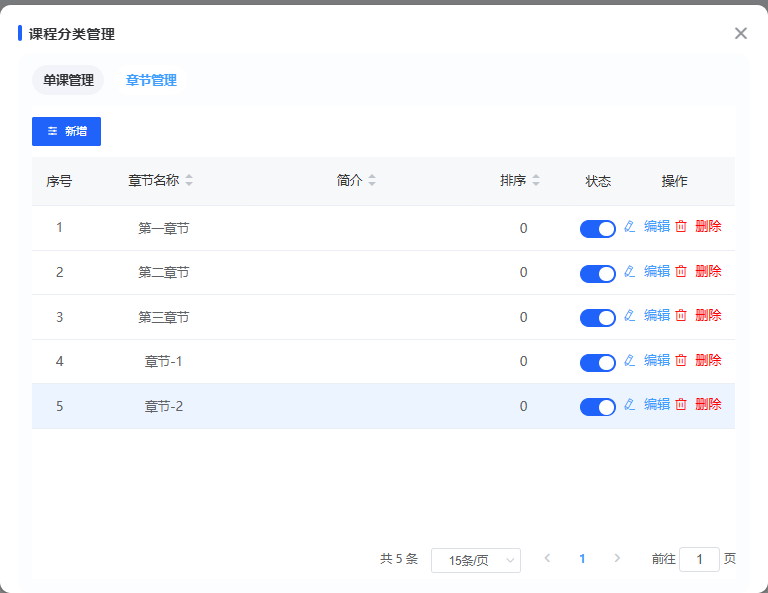 课程分类管理
单课管理 章节管理
新增
序号 章节名称 简介 排序 状态 操作
1 第一章节 0 编辑 删除
2 第二章节 0 编辑 删除
3 第三章节 0 编辑 删除
4 章节-1 0 编辑 删除
5 章节-2 0 编辑 删除
共 5 条 15条/页 1 前往 1 页